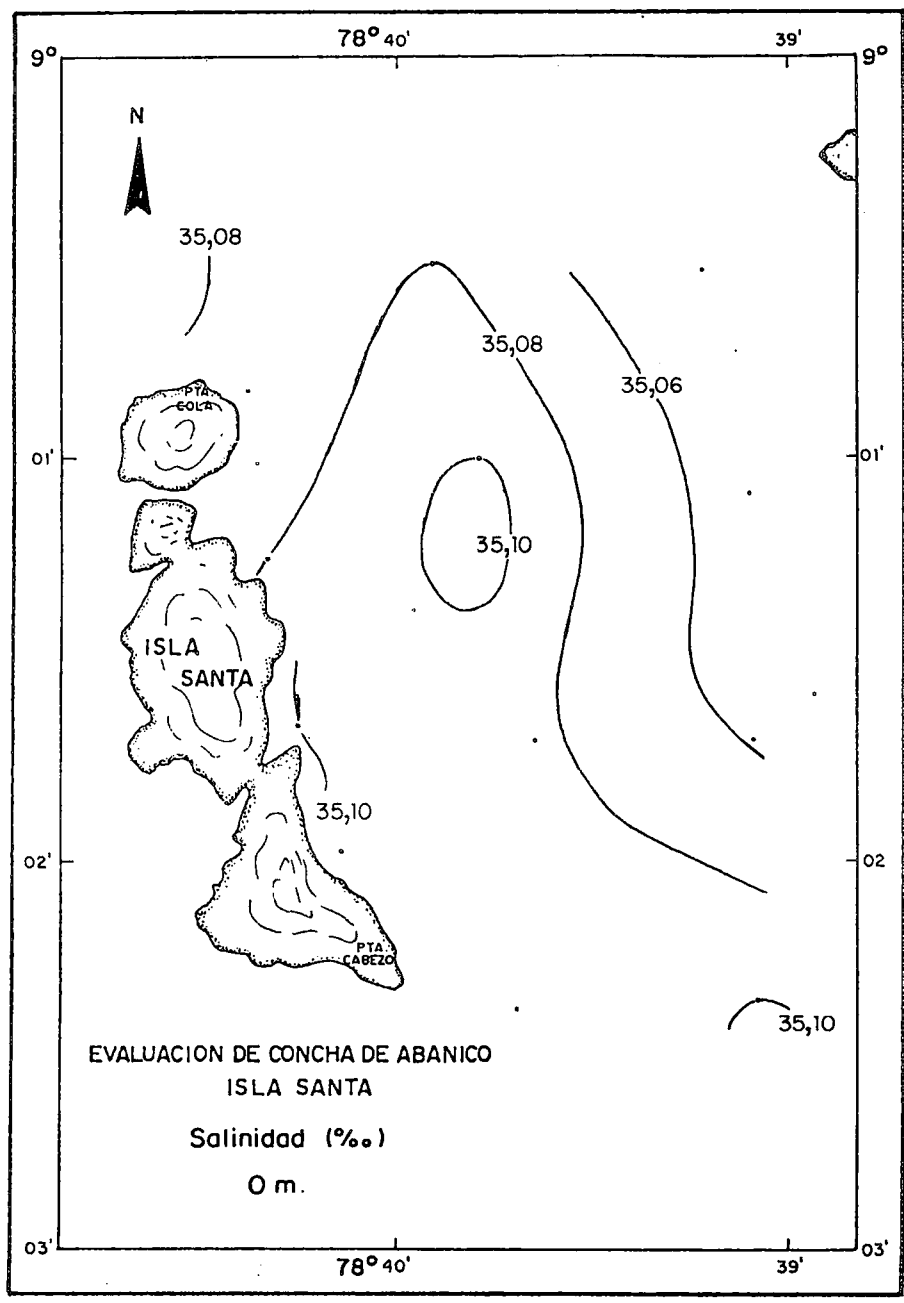 78° 40'
39'
9°
9°
N
35,08
35,08
35,06
PTA
COLA
01'
01'
35,10
ISLA
SANTA
35,10
02'
02
PTA
CABEZO
35,10
EVALUACION DE CONCHA DE ABANICO
ISLA SANTA
Salinidad (‰)
0 m.
03'
03'
78° 40'
39'